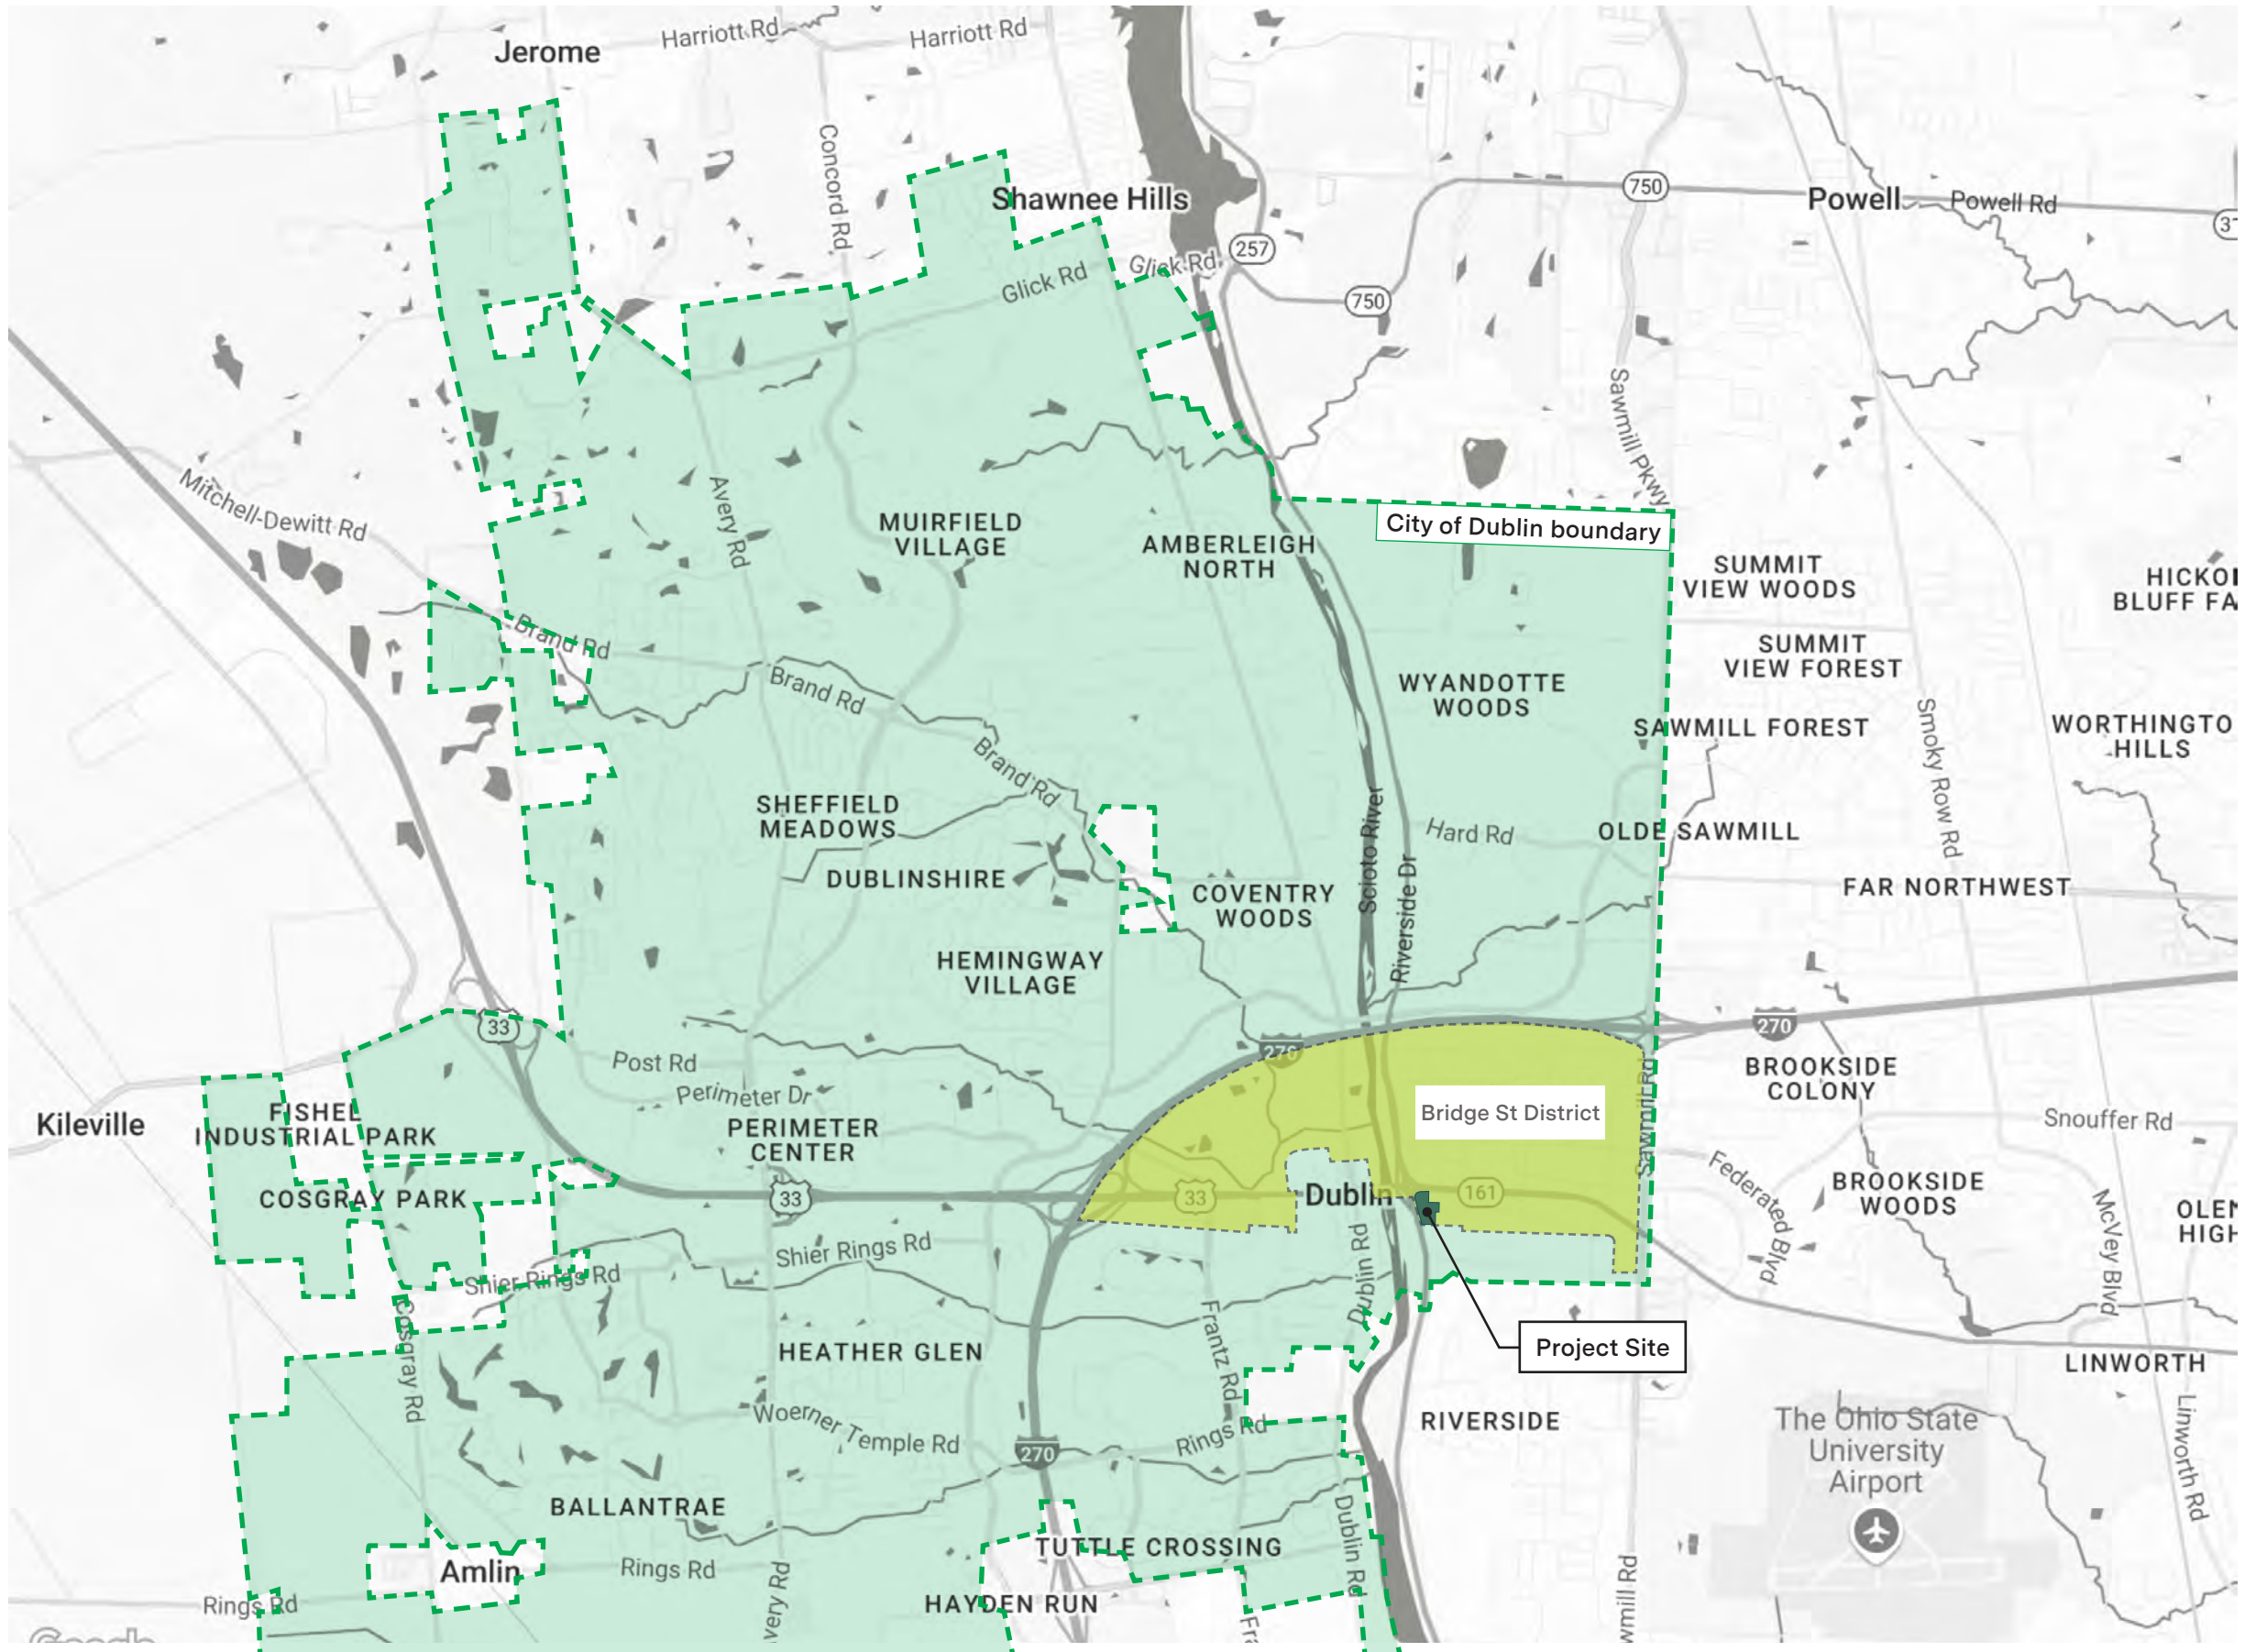 Jerome
Harriott Rd
Harriott Rd
Concord Rd
Shawnee Hills
750
Powell
Powell Rd
257
Glick Rd
Glick Rd
750
Sawmill Pkwy
Mitchell-Dewitt Rd
Avery Rd
MUIRFIELD
VILLAGE
AMBERLEIGH
NORTH
City of Dublin boundary
SUMMIT
VIEW WOODS
SUMMIT
VIEW FOREST
Brand Rd
Brand Rd
WYANDOTTE
WOODS
SAWMILL FOREST
Smoky Row Rd
HILLS
Brand Rd
SHEFFIELD
MEADOWS
Scioto River
Riverside Dr
Hard Rd
OLDE SAWMILL
DUBLINSHIRE
COVENTRY
WOODS
FAR NORTHWEST
HEMINGWAY
VILLAGE
33
270
270
Post Rd
Perimeter Dr
BROOKSIDE
COLONY
Kileville
FISHEL
INDUSTRIAL PARK
PERIMETER
CENTER
Bridge St District
Sawmill Rd
Snouffer Rd
COSGRAY PARK
33
33
Dublin
161
Federated Blvd
BROOKSIDE
WOODS
McVey Blvd
Shier Rings Rd
Shier Rings Rd
Dublin Rd
Cosgray Rd
HEATHER GLEN
Frantz Rd
Project Site
LINWORTH
Woerner Temple Rd
Rings Rd
270
RIVERSIDE
The Ohio State
University
Airport
Linworth Rd
BALLANTRAE
TUTTLE CROSSING
Dublin Rd
Amlin
Rings Rd
Rings Rd
HAYDEN RUN